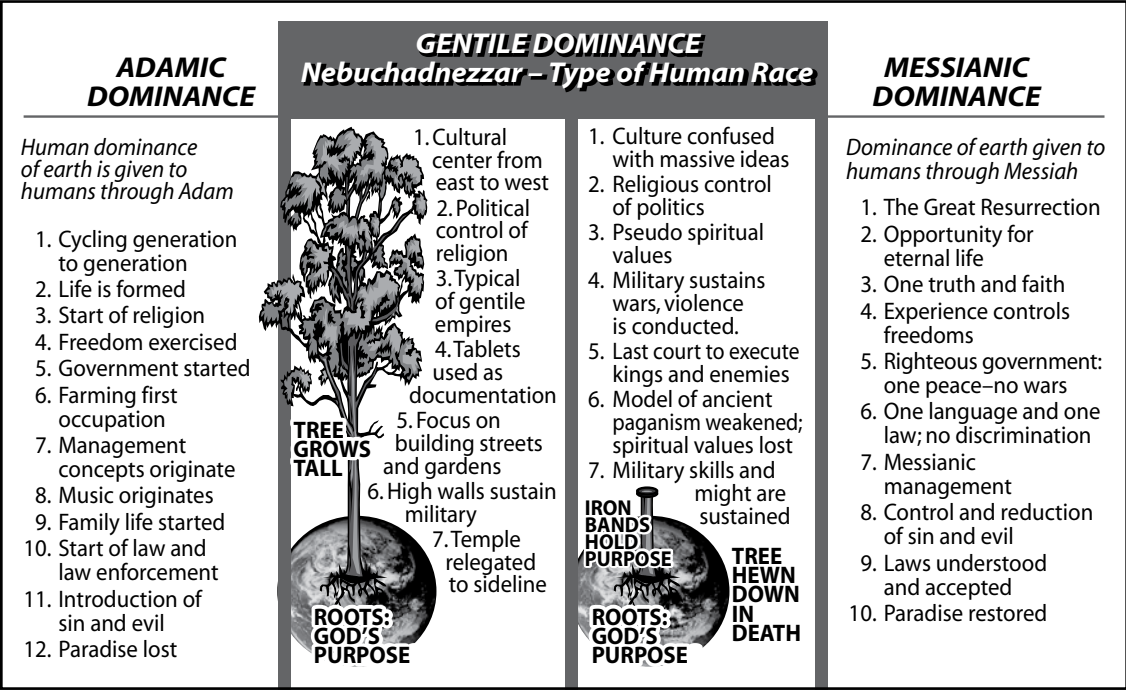 ADAMIC
DOMINANCE
Human dominance
of earth is given to
humans through Adam
1. Cycling generation
to generation
2. Life is formed
3. Start of religion
4. Freedom exercised
5. Government started
6. Farming first
occupation
7. Management
concepts originate
8. Music originates
9. Family life started
10. Start of law and
law enforcement
11. Introduction of
sin and evil
12. Paradise lost
GENTILE DOMINANCE
Nebuchadnezzar – Type of Human Race
1. Cultural
center from
east to west
2. Political
control of
religion
3. Typical
of gentile
empires
4. Tablets
used as
documentation
5. Focus on
building streets
and gardens
6. High walls sustain
military
7. Temple
relegated
to sideline
TREE
GROWS
TALL
ROOTS:
GOD'S
PURPOSE
1. Culture confused
with massive ideas
2. Religious control
of politics
3. Pseudo spiritual
values
4. Military sustains
wars, violence
is conducted.
5. Last court to execute
kings and enemies
6. Model of ancient
paganism weakened;
spiritual values lost
7. Military skills and
might are
sustained
IRON
BANDS
HOLD
PURPOSE
TREE
HEWN
DOWN
IN
DEATH
ROOTS:
GOD'S
PURPOSE
MESSIANIC
DOMINANCE
Dominance of earth given to
humans through Messiah
1. The Great Resurrection
2. Opportunity for
eternal life
3. One truth and faith
4. Experience controls
freedoms
5. Righteous government:
one peace–no wars
6. One language and one
law; no discrimination
7. Messianic
management
8. Control and reduction
of sin and evil
9. Laws understood
and accepted
10. Paradise restored